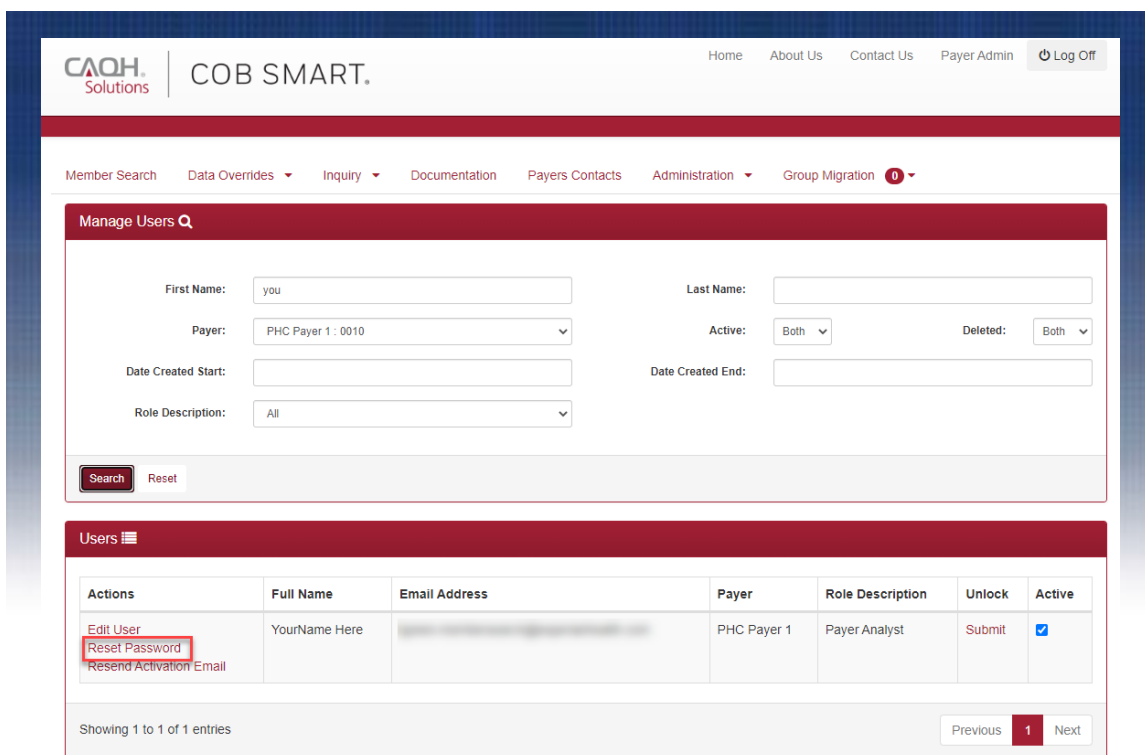 Home About Us Contact Us Payer Admin Log Off
CAQH.
Solutions
COB SMART.
Member Search Data Overrides Inquiry Documentation Payers Contacts Administration Group Migration 0
Manage Users
First Name: you Last Name:
Payer: PHC Payer 1 : 0010 Active: Both Deleted: Both
Date Created Start: Date Created End:
Role Description: All
Search Reset
Users
Actions Full Name Email Address Payer Role Description Unlock Active
Edit User YourName Here PHC Payer 1 Payer Analyst Submit
Reset Password
Resend Activation Email
Showing 1 to 1 of 1 entries Previous 1 Next